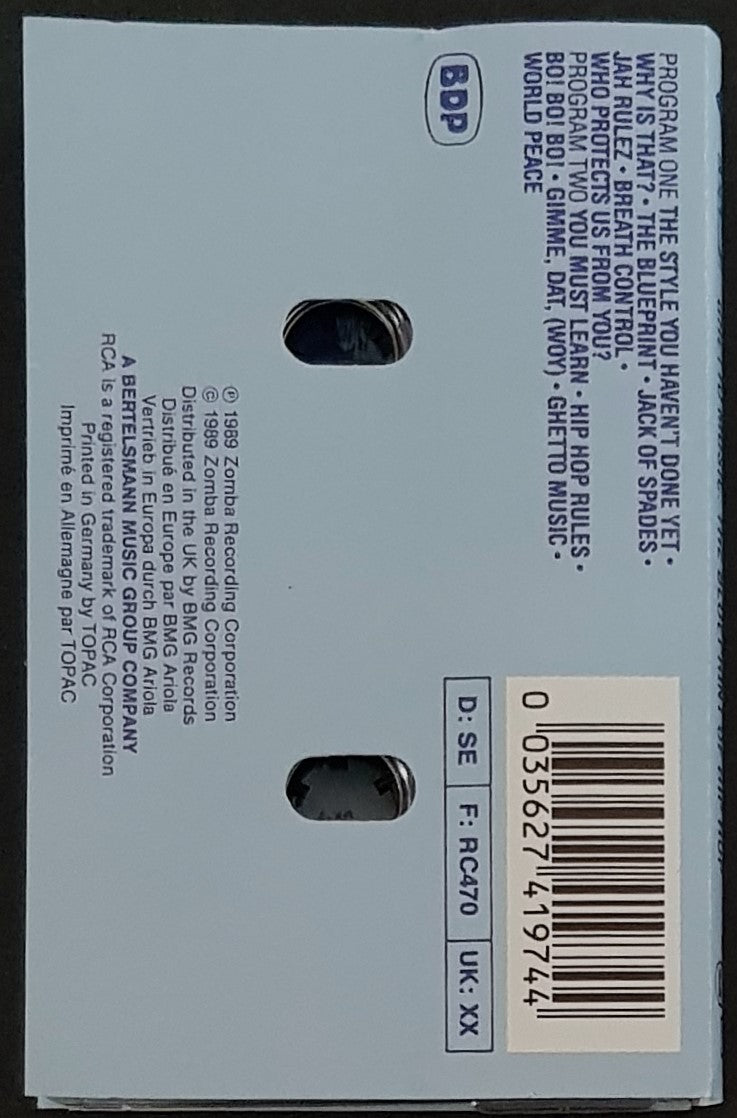 PROGRAM ONE THE STYLE YOU HAVEN'T DONE YET •
WHY IS THAT? • THE BLUEPRINT • JACK OF SPADES •
JAH RULEZ • BREATH CONTROL •
WHO PROTECTS US FROM YOU?
PROGRAM TWO YOU MUST LEARN • HIP HOP RULES •
BO! BO! BO! • GIMME, DAT, (WOY) • GHETTO MUSIC •
WORLD PEACE
BDP
0 035627 419744
D: SE F: RC470 UK: XX
℗ 1989 Zomba Recording Corporation
© 1989 Zomba Recording Corporation
Distributed in the UK by BMG Records
Distribué en Europe par BMG Ariola
Vertrieb in Europa durch BMG Ariola
A BERTELSMANN MUSIC GROUP COMPANY
RCA is a registered trademark of RCA Corporation
Printed in Germany by TOPAC
Imprimé en Allemagne par TOPAC